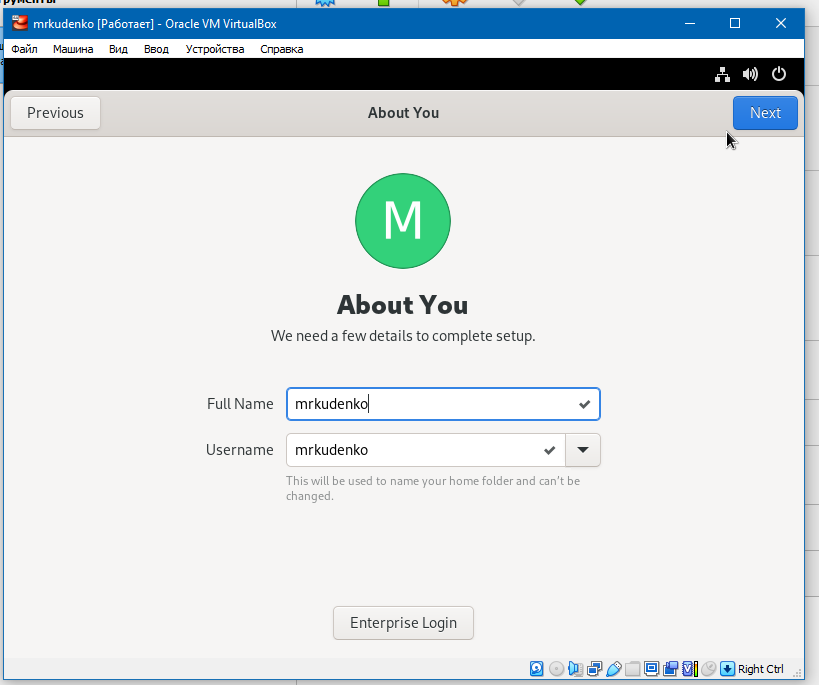 mrkudenko [Работает] - Oracle VM VirtualBox
Файл Машина Вид Ввод Устройства Справка
Previous
About You
Next
M
About You
We need a few details to complete setup.
Full Name
mrkudenko
Username
mrkudenko
This will be used to name your home folder and can't be
changed.
Enterprise Login
Right Ctrl